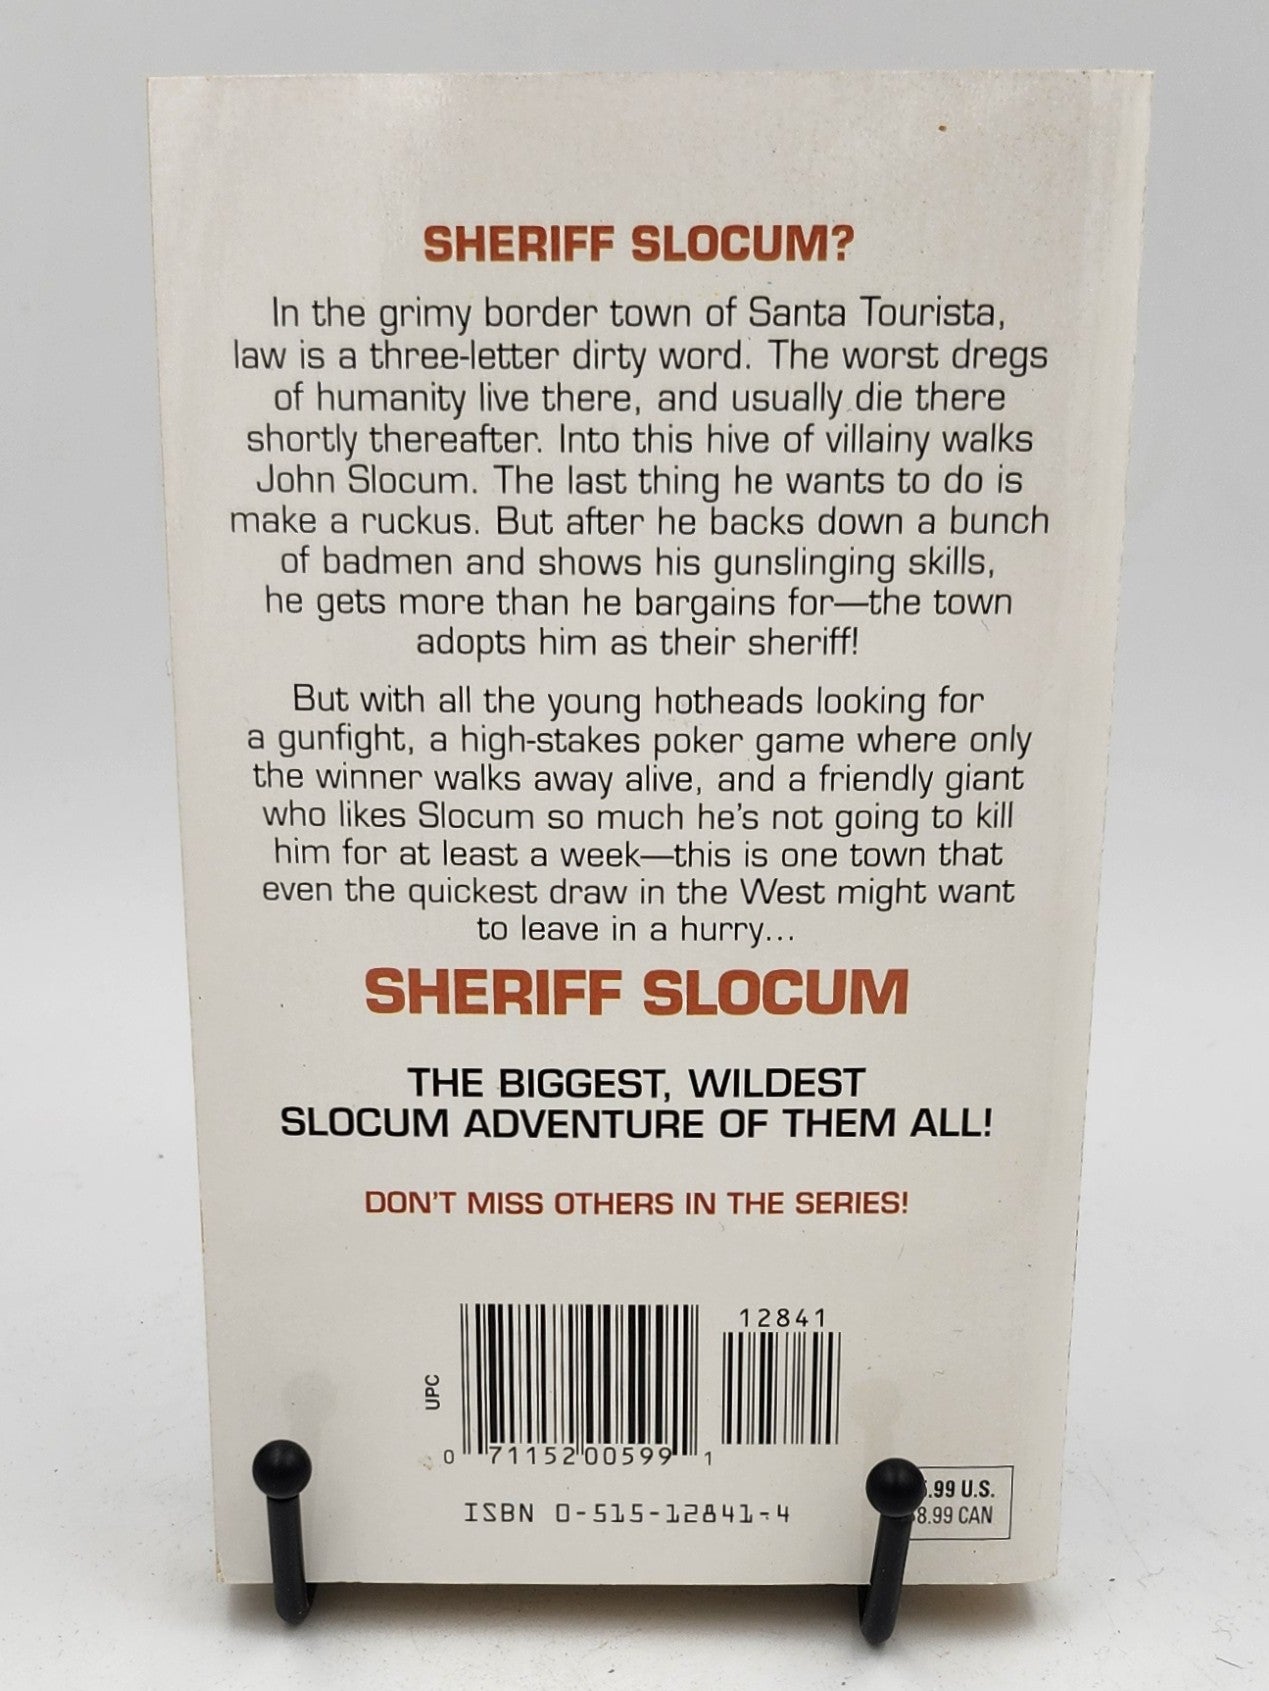 SHERIFF SLOCUM?
In the grimy border town of Santa Tourista,
law is a three-letter dirty word. The worst dregs
of humanity live there, and usually die there
shortly thereafter. Into this hive of villainy walks
John Slocum. The last thing he wants to do is
make a ruckus. But after he backs down a bunch
of badmen and shows his gunslinging skills,
he gets more than he bargains for—the town
adopts him as their sheriff!
But with all the young hotheads looking for
a gunfight, a high-stakes poker game where only
the winner walks away alive, and a friendly giant
who likes Slocum so much he's not going to kill
him for at least a week—this is one town that
even the quickest draw in the West might want
to leave in a hurry...
SHERIFF SLOCUM
THE BIGGEST, WILDEST
SLOCUM ADVENTURE OF THEM ALL!
DON'T MISS OTHERS IN THE SERIES!
12841
UPC
0 71152 00599 1
ISBN 0-515-12841-4
.99 U.S.
8.99 CAN